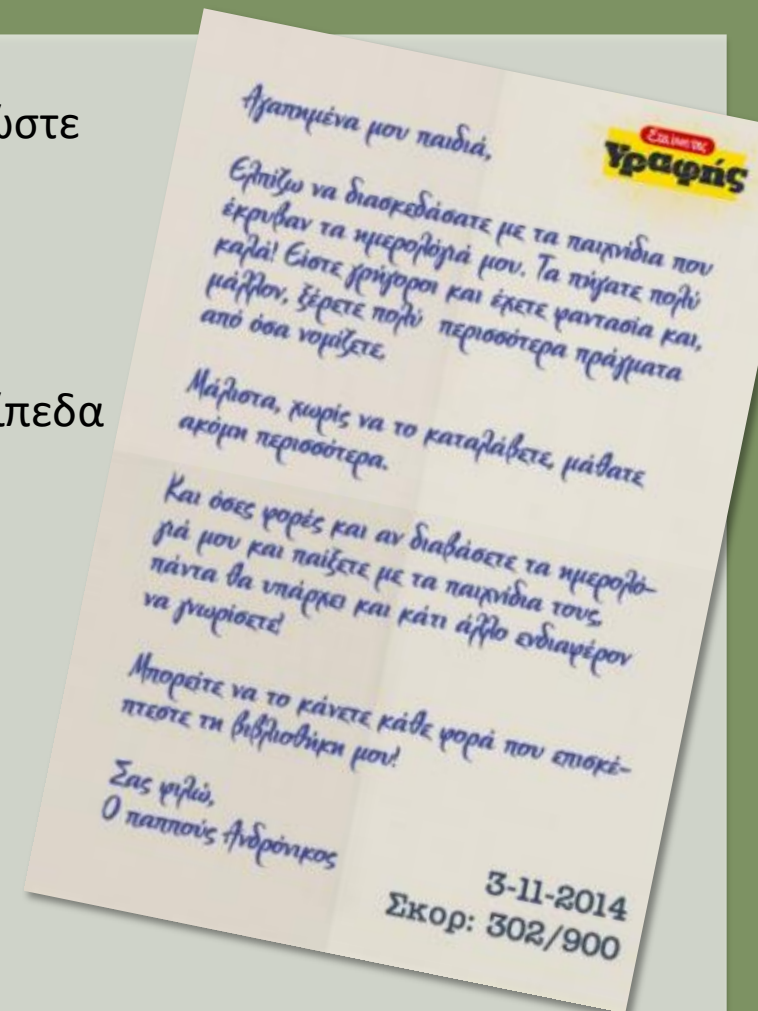 ώστε
ίπεδα
Αγαπημένα μου παιδιά,
Γραφής
Ελπίζω να διασκεδάσατε με τα παιχνίδια που
έκρυβαν τα ημερολόγιά μου. Τα πήγατε πολύ
καλά! Είστε γρήγοροι και έχετε φαντασία και,
μάλλον, ξέρετε πολύ περισσότερα πράγματα
από όσα νομίζετε.
Μάλιστα, χωρίς να το καταλάβετε, μάθατε
ακόμη περισσότερα.
Και όσες φορές και αν διαβάσετε τα ημερολό-
γιά μου και παίξετε με τα παιχνίδια τους,
πάντα θα υπάρχει και κάτι άλλο ενδιαφέρον
να γνωρίσετε!
Μπορείτε να το κάνετε κάθε φορά που επισκέ-
πτεστε τη βιβλιοθήκη μου!
Σας φιλώ,
Ο παππούς Ανδρόνικος
3-11-2014
Σκορ: 302/900